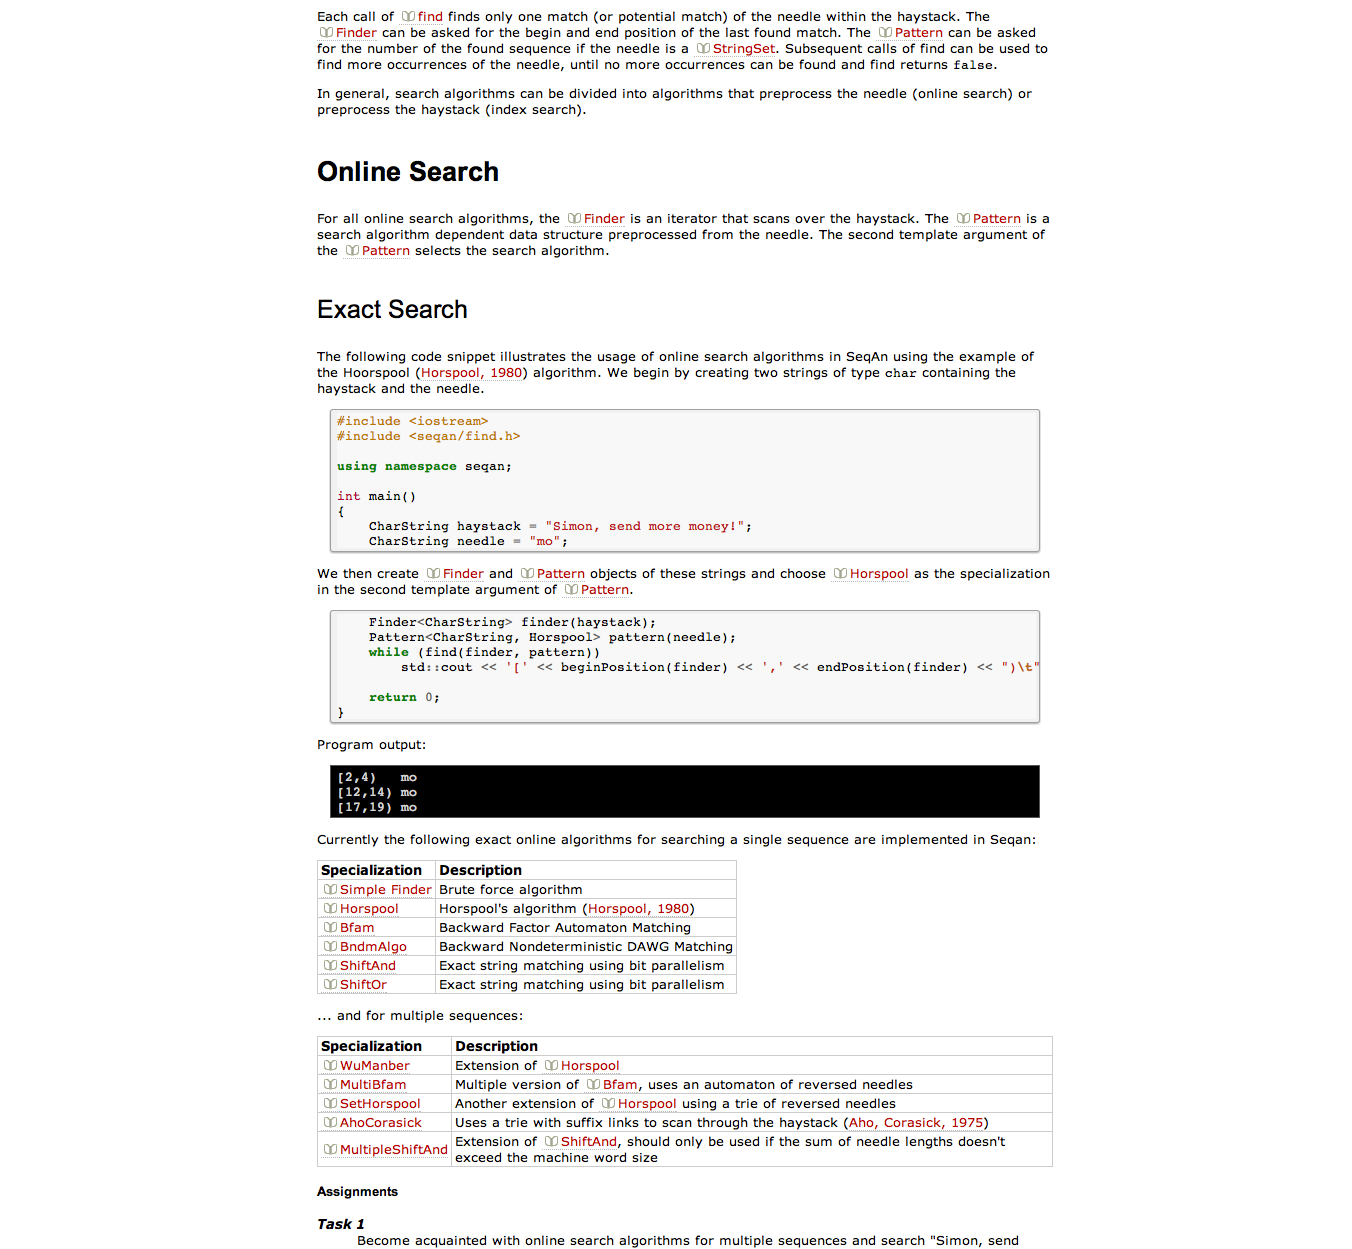 Each call of find finds only one match (or potential match) of the needle within the haystack. The
Finder can be asked for the begin and end position of the last found match. The Pattern can be asked
for the number of the found sequence if the needle is a StringSet. Subsequent calls of find can be used to
find more occurrences of the needle, until no more occurrences can be found and find returns false.
In general, search algorithms can be divided into algorithms that preprocess the needle (online search) or
preprocess the haystack (index search).
Online Search
For all online search algorithms, the Finder is an iterator that scans over the haystack. The Pattern is a
search algorithm dependent data structure preprocessed from the needle. The second template argument of
the Pattern selects the search algorithm.
Exact Search
The following code snippet illustrates the usage of online search algorithms in SeqAn using the example of
the Hoorspool (Horspool, 1980) algorithm. We begin by creating two strings of type char containing the
haystack and the needle.
#include <iostream>
#include <seqan/find.h>
using namespace seqan;
int main()
{
CharString haystack = "Simon, send more money!";
CharString needle = "mo";
We then create Finder and Pattern objects of these strings and choose Horspool as the specialization
in the second template argument of Pattern.
Finder<CharString> finder(haystack);
Pattern<CharString, Horspool> pattern(needle);
while (find(finder, pattern))
std::cout << '[' << beginPosition(finder) << ',' << endPosition(finder) << ")\t"
return 0;
}
Program output:
[2,4) mo
[12,14) mo
[17,19) mo
Currently the following exact online algorithms for searching a single sequence are implemented in Seqan:
Specialization Description
Simple Finder Brute force algorithm
Horspool Horspool's algorithm (Horspool, 1980)
Bfam Backward Factor Automaton Matching
BndmAlgo Backward Nondeterministic DAWG Matching
ShiftAnd Exact string matching using bit parallelism
ShiftOr Exact string matching using bit parallelism
... and for multiple sequences:
Specialization Description
WuManber Extension of Horspool
MultiBfam Multiple version of Bfam, uses an automaton of reversed needles
SetHorspool Another extension of Horspool using a trie of reversed needles
AhoCorasick Uses a trie with suffix links to scan through the haystack (Aho, Corasick, 1975)
MultipleShiftAnd Extension of ShiftAnd, should only be used if the sum of needle lengths doesn't
exceed the machine word size
Assignments
Task 1
Become acquainted with online search algorithms for multiple sequences and search "Simon, send